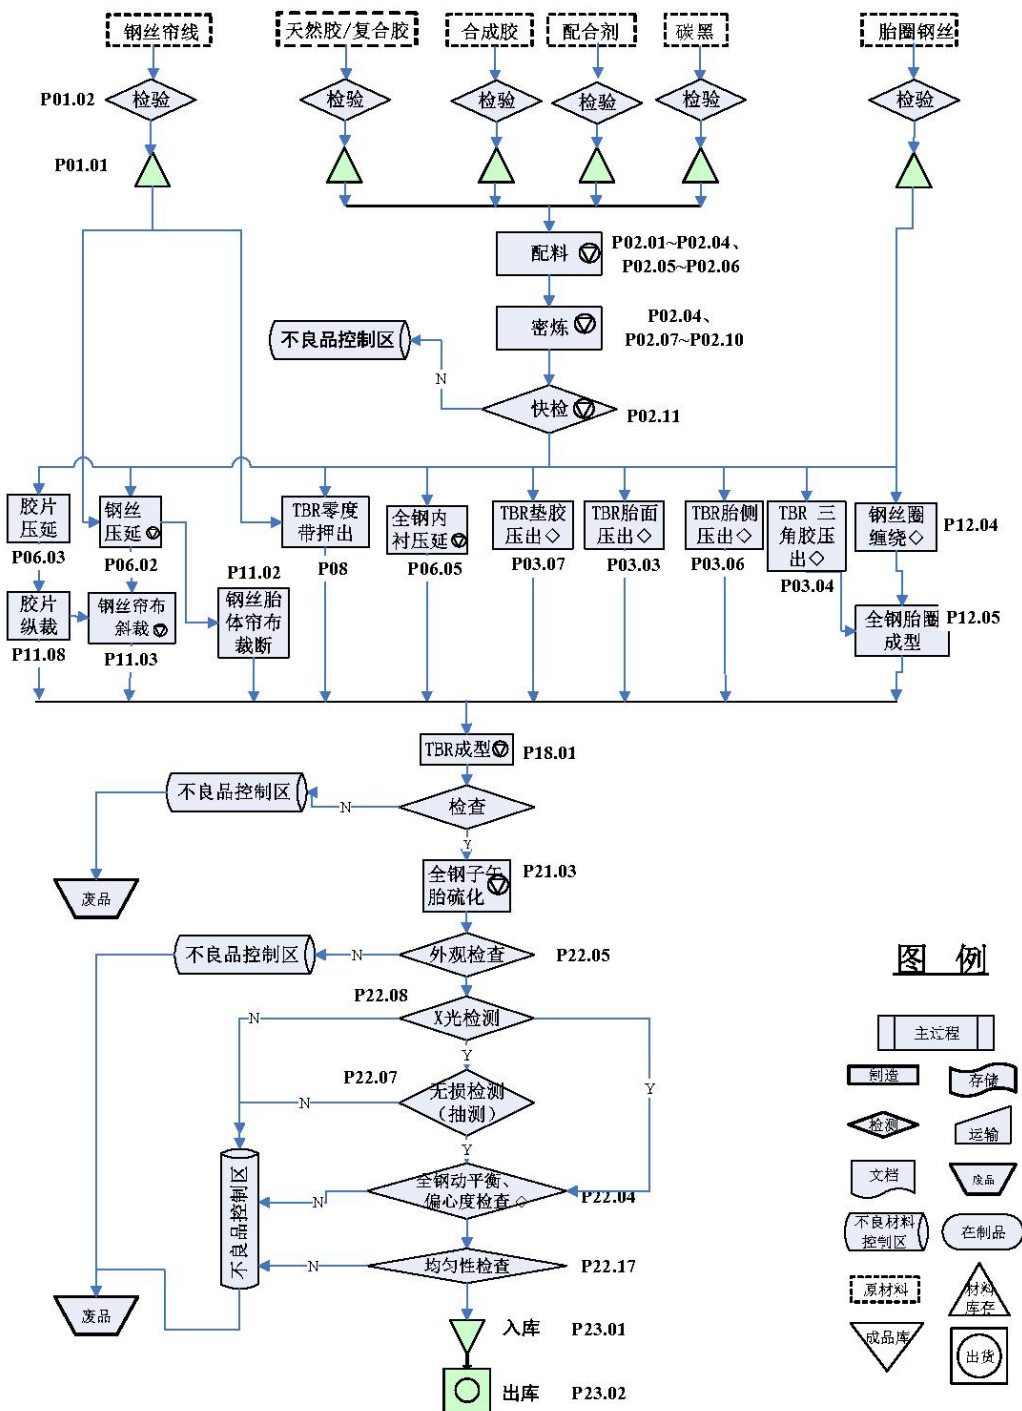 钢丝帘线
天然胶/复合胶
合成胶
配合剂
碳黑
胎圈钢丝
P01.02
检验
检验
检验
检验
检验
检验
P01.01
配料
P02.01~P02.04、
P02.05~P02.06
密炼
P02.04、
P02.07~P02.10
不良品控制区
N
快检
P02.11
胶片
压延
P06.03
钢丝
压延
P06.02
TBR零度
带押出
P08
全钢内
衬压延
P06.05
TBR垫胶
压出◇
P03.07
TBR胎面
压出◇
P03.03
TBR胎侧
压出◇
P03.06
TBR 三
角胶压
出◇
P03.04
钢丝圈
缠绕◇
P12.04
胶片
纵裁
P11.08
钢丝帘布
斜裁
P11.03
P11.02
钢丝胎
体帘布
裁断
全钢胎圈
成型
P12.05
TBR成型
P18.01
不良品控制区
N
检查
Y
废品
全钢子午
胎硫化
P21.03
不良品控制区
N
外观检查
P22.05
P22.08
N
X光检测
Y
Y
P22.07
N
无损检测
（抽测）
Y
不良品控制区
N
全钢动平衡、
偏心度检查◇
P22.04
N
均匀性检查
P22.17
废品
入库
P23.01
出库
P23.02
图 例
主过程
制造
存储
检测
运输
文档
废品
不良材料
控制区
在制品
原材料
材料
库存
成品库
出货